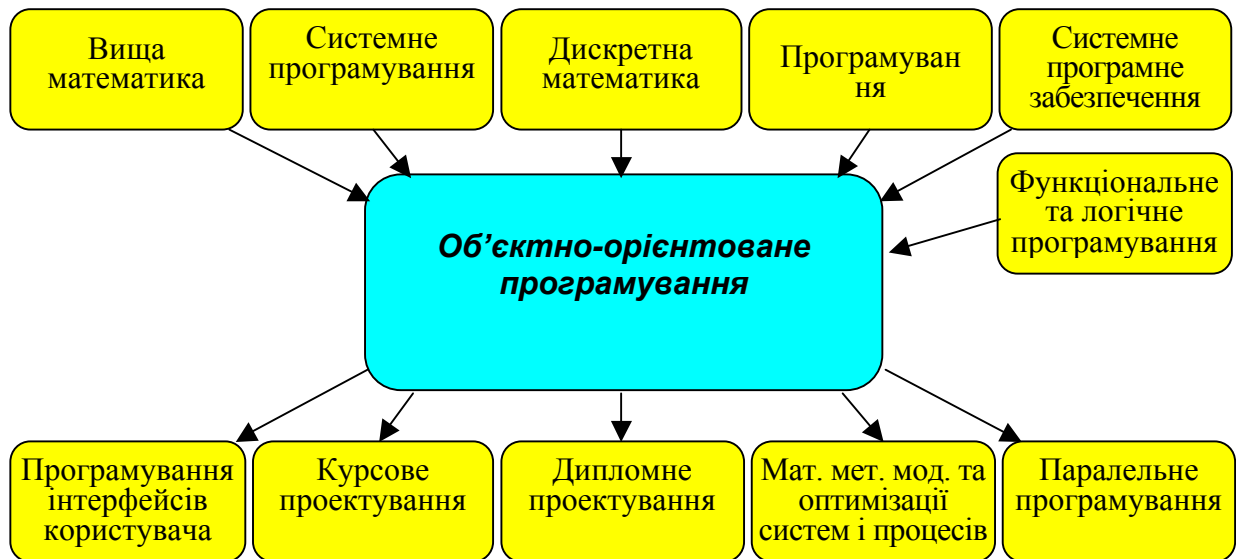 Вища
математика
Системне
програмування
Дискретна
математика
Програмуван
ня
Системне
програмне
забезпечення
Функціональне
та логічне
програмування
Об’єктно-орієнтоване
програмування
Програмування
інтерфейсів
користувача
Курсове
проектування
Дипломне
проектування
Мат. мет. мод. та
оптимізації
систем і процесів
Паралельне
програмування